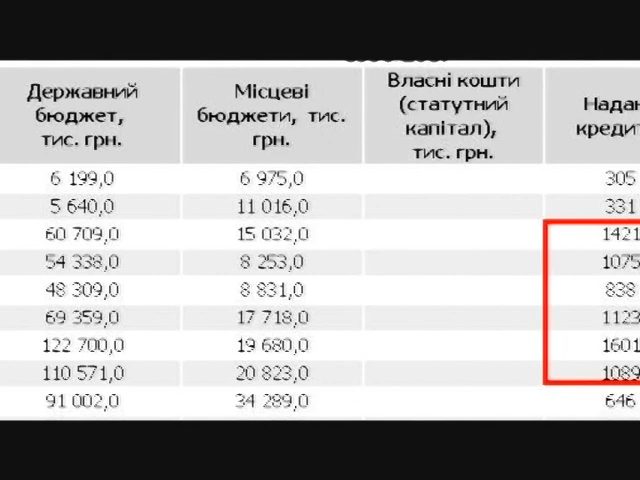 Державний
бюджет,
тис. грн.
Місцеві
бюджети, тис.
грн.
Власні кошти
(статутний
капітал),
тис. грн.
Надан
кредит
6 199,0 6 975,0 305
5 640,0 11 016,0 331
60 709,0 15 032,0 1421
54 338,0 8 253,0 1075
48 309,0 8 831,0 838
69 359,0 17 718,0 1123
122 700,0 19 680,0 1601
110 571,0 20 823,0 1089
91 002,0 34 289,0 646